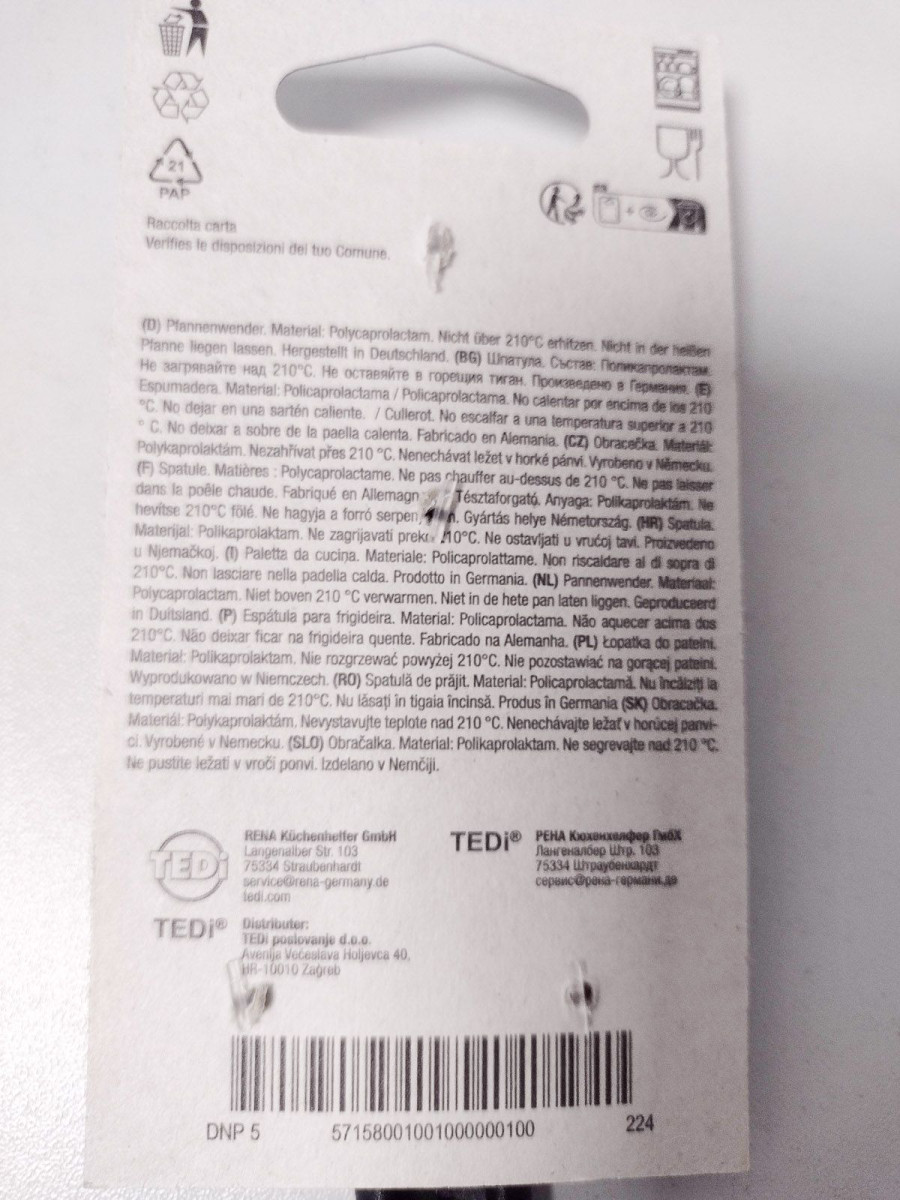 21
PAP
Raccolta carta
Verifies le disposizioni del tuo Comune.
(D) Pfannenwender. Material: Polycaprolactam. Nicht über 210°C erhitzen. Nicht in der heißen
Pfanne liegen lassen. Hergestellt in Deutschland. (BG) Шпатула. Състав: Поликапролактам.
Не загрявайте над 210°C. Не оставяйте в горещия тиган. Произведено в Германия. (E)
Espumadera. Material: Policaprolactama / Policaprolactama. No calentar por encima de los 210
°C. No dejar en una sartén caliente. / Cullerot. No escalfar a una temperatura superior a 210
° C. No deixar a sobre de la paella calenta. Fabricado en Alemania. (CZ) Obracečka. Materiál:
Polykaprolaktám. Nezahřívat přes 210 °C. Nenechávat ležet v horké pánvi. Vyrobeno v Německu.
(F) Spatule. Matières : Polycaprolactame. Ne pas chauffer au-dessus de 210 °C. Ne pas laisser
dans la poêle chaude. Fabriqué en Allemagn Tésztaforgató. Anyaga: Polikaprolaktám. Ne
hevítse 210°C fölé. Ne hagyja a forró serpen n. Gyártás helye Németország. (HR) Spatula.
Materijal: Polikaprolaktam. Ne zagrijavati preko 210°C. Ne ostavljati u vrućoj tavi. Proizvedeno
u Njemačkoj. (I) Paletta da cucina. Materiale: Policaprolattame. Non riscaldare al di sopra di
210°C. Non lasciare nella padella calda. Prodotto in Germania. (NL) Pannenwender. Materiaal:
Polycaprolactam. Niet boven 210 °C verwarmen. Niet in de hete pan laten liggen. Geproduceerd
in Duitsland. (P) Espátula para frigideira. Material: Policaprolactama. Não aquecer acima dos
210°C. Não deixar ficar na frigideira quente. Fabricado na Alemanha. (PL) Łopatka do patelni.
Materiał: Polikaprolaktam. Nie rozgrzewać powyżej 210°C. Nie pozostawiać na gorącej patelni.
Wyprodukowano w Niemczech. (RO) Spatulă de prăjit. Material: Policaprolactamă. Nu încălziți la
temperaturi mai mari de 210°C. Nu lăsați în tigaia încinsă. Produs în Germania (SK) Obracačka.
Materiál: Polykaprolaktám. Nevystavujte teplote nad 210 °C. Nenechávajte ležať v horúcej panvi-
ci. Vyrobené v Nemecku. (SLO) Obračalka. Material: Polikaprolaktam. Ne segrevajte nad 210 °C.
Ne pustite ležati v vroči ponvi. Izdelano v Nemčiji.
TEDi
RENA Küchenhelfer GmbH
Langenalber Str. 103
75334 Straubenhardt
service@rena-germany.de
tedi.com
TEDi®
РЕНА Кюхенхелфер ГмбХ
Лангеналбер Штр. 103
75334 Штраубенхардт
сервис@рена-германи.де
TEDi®
Distributer:
TEDi poslovanje d.o.o.
Avenija Većeslava Holjevca 40,
HR-10010 Zagreb
DNP 5
57158001001000000100
224